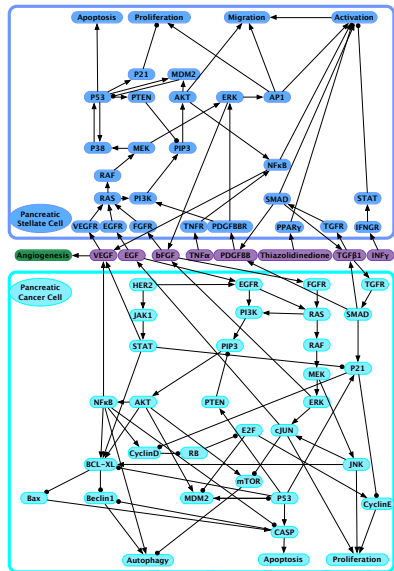 Apoptosis Proliferation Migration Activation
P21 MDM2
P53 PTEN AKT ERK AP1
P38 MEK PIP3
NFκB
RAF
RAS PI3K SMAD STAT
Pancreatic
Stellate Cell
VEGFR EGFR FGFR TNFR PDGFBBR PPARγ TGFR IFNGR
Angiogenesis VEGF EGF bFGF TNFα PDGFBB Thiazolidinedione TGFβ1 INFγ
Pancreatic
Cancer Cell
HER2 EGFR FGFR TGFR
JAK1 PI3K RAS SMAD
STAT PIP3 RAF
MEK P21
NFκB AKT PTEN ERK
CyclinD RB E2F cJUN
BCL-XL mTOR JNK
Bax Beclin1 MDM2 P53 CyclinE
CASP
Autophagy Apoptosis Proliferation